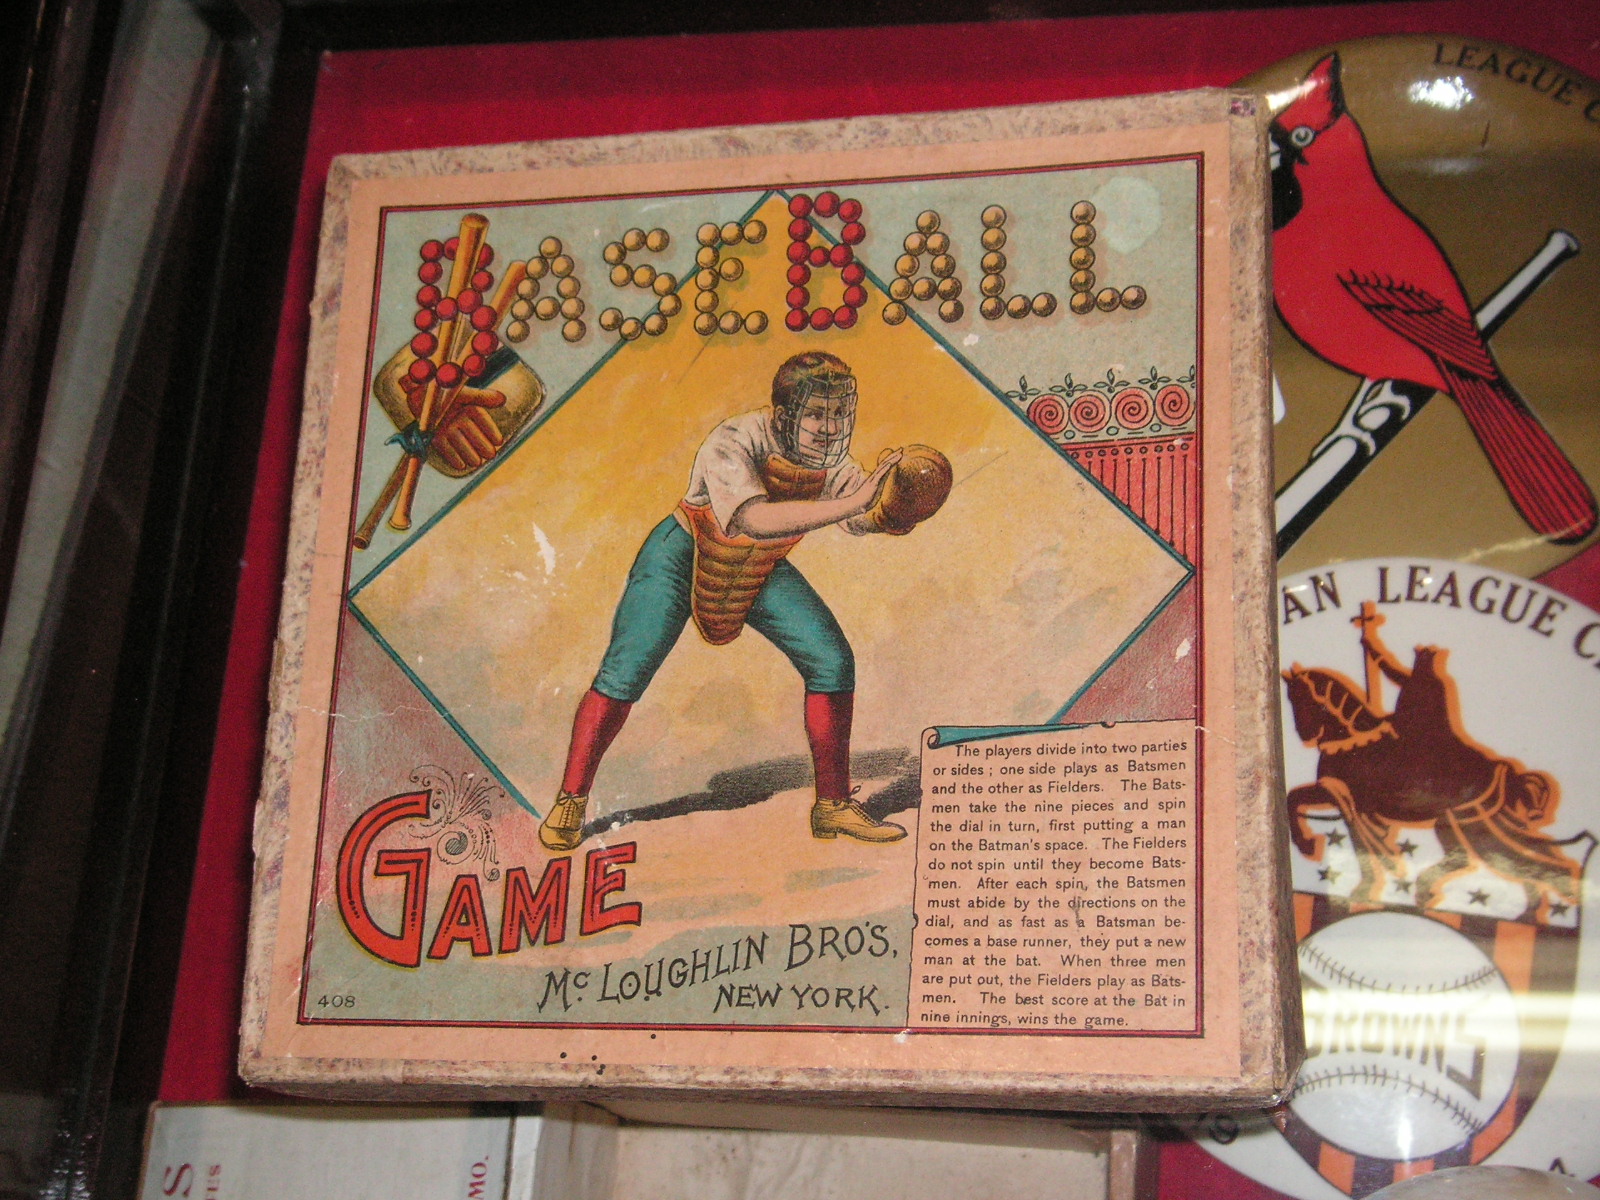 LEAGUE
BASEBALL
The players divide into two parties
or sides ; one side plays as Batsmen
and the other as Fielders. The Bats-
men take the nine pieces and spin
the dial in turn, first putting a man
on the Batman's space. The Fielders
do not spin until they become Bats-
men. After each spin, the Batsmen
must abide by the directions on the
dial, and as fast as a Batsman be-
comes a base runner, they put a new
man at the bat. When three men
are put out, the Fielders play as Bats-
men. The best score at the Bat in
nine innings, wins the game.
GAME
Mc LOUGHLIN BRO'S,
NEW YORK.
408
AN LEAGUE C
BROWNS
S
MO.